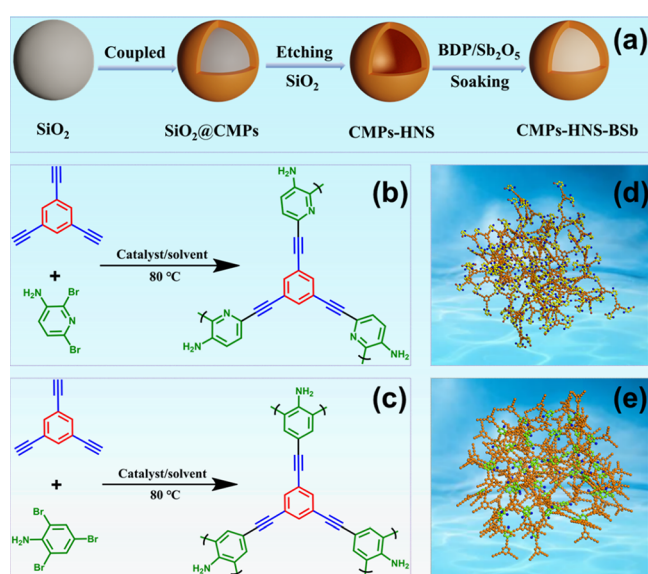 (a)
Coupled
Etching
SiO₂
BDP/Sb₂O₅
Soaking
SiO₂
SiO₂@CMPs
CMPs-HNS
CMPs-HNS-BSb
(b)
+
H₂N
Br
N
Br
Catalyst/solvent
80 °C
NH₂
N
N
H₂N
N
NH₂
(d)
(c)
+
Br
H₂N
Br
Br
Catalyst/solvent
80 °C
NH₂
NH₂
NH₂
(e)